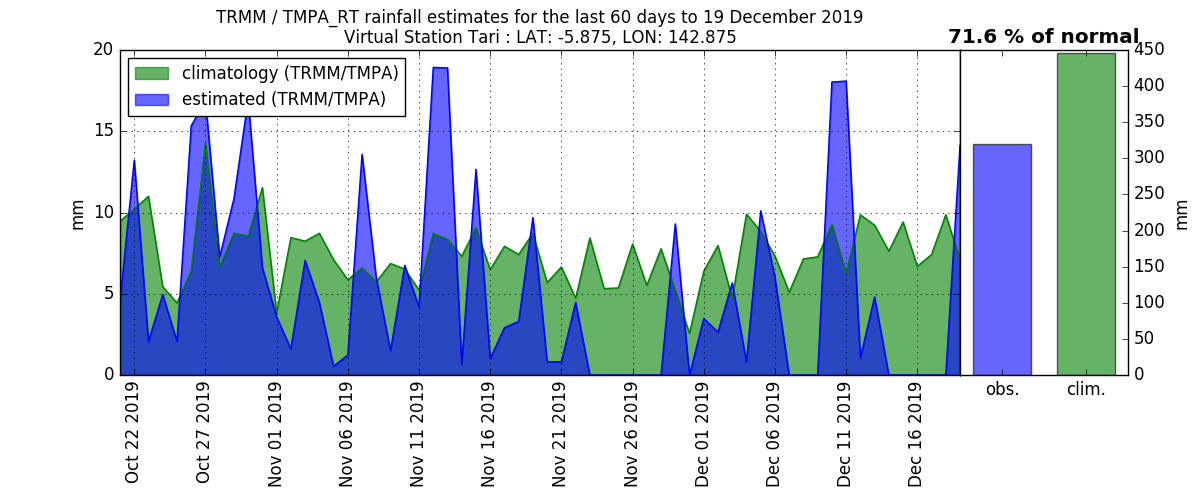 TRMM / TMPA_RT rainfall estimates for the last 60 days to 19 December 2019
Virtual Station Tari : LAT: -5.875, LON: 142.875
71.6 % of normal
climatology (TRMM/TMPA)
estimated (TRMM/TMPA)
mm
20
15
10
5
0
Oct 22 2019
Oct 27 2019
Nov 01 2019
Nov 06 2019
Nov 11 2019
Nov 16 2019
Nov 21 2019
Nov 26 2019
Dec 01 2019
Dec 06 2019
Dec 11 2019
Dec 16 2019
obs.
clim.
450
400
350
300
250
200
150
100
50
0
mm